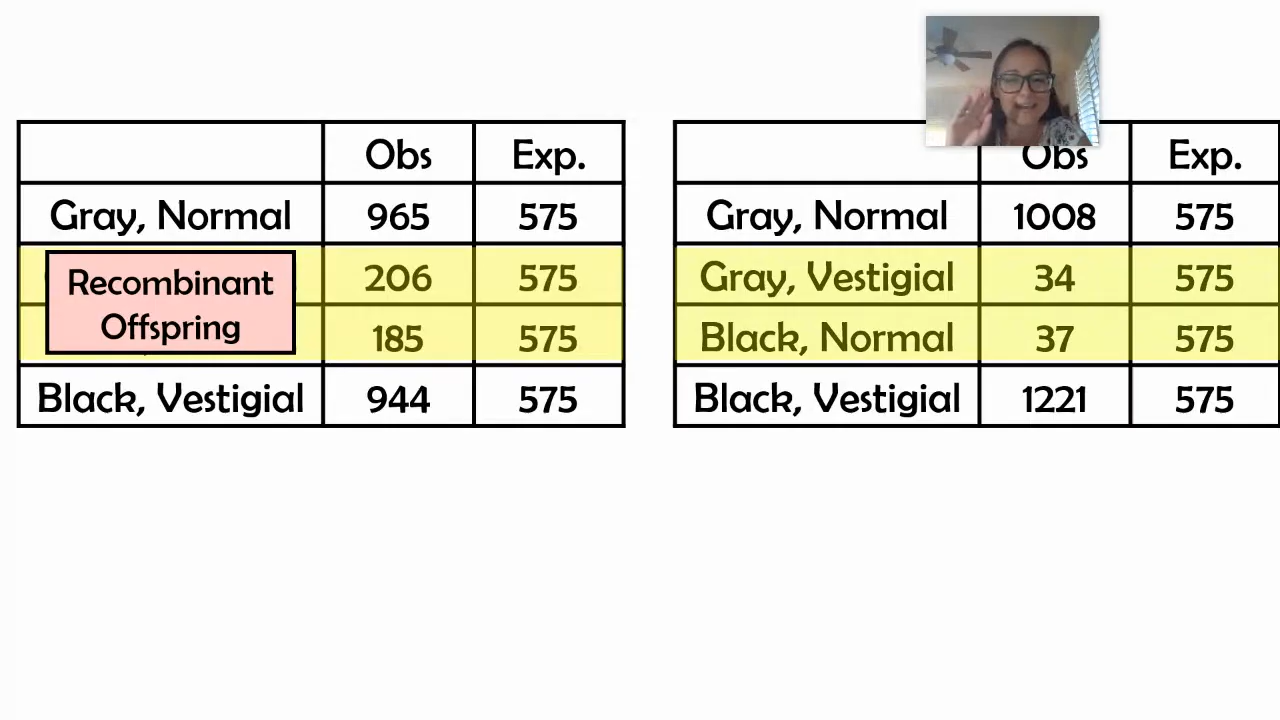 Obs Exp.
Gray, Normal 965 575
Recombinant
Offspring
206 575
185 575
Black, Vestigial 944 575
Obs Exp.
Gray, Normal 1008 575
Gray, Vestigial 34 575
Black, Normal 37 575
Black, Vestigial 1221 575